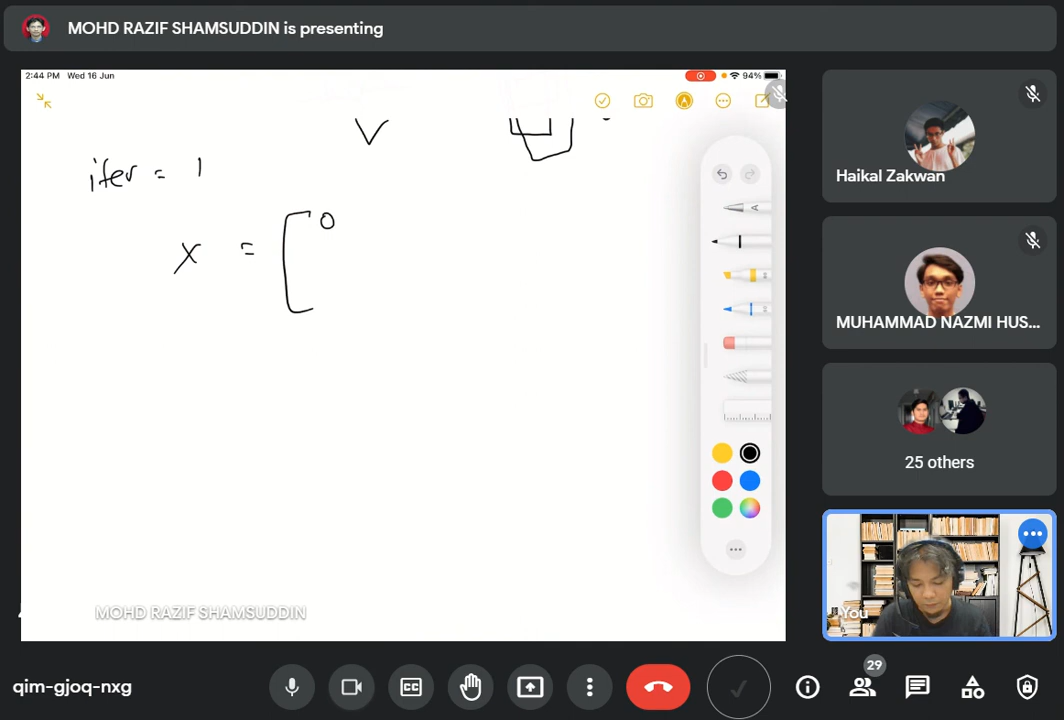 MOHD RAZIF SHAMSUDDIN is presenting
2:44 PM Wed 16 Jun
94%
iter = 1
x = [ 0
Haikal Zakwan
MUHAMMAD NAZMI HUS...
25 others
You
MOHD RAZIF SHAMSUDDIN
qim-gjoq-nxg
29